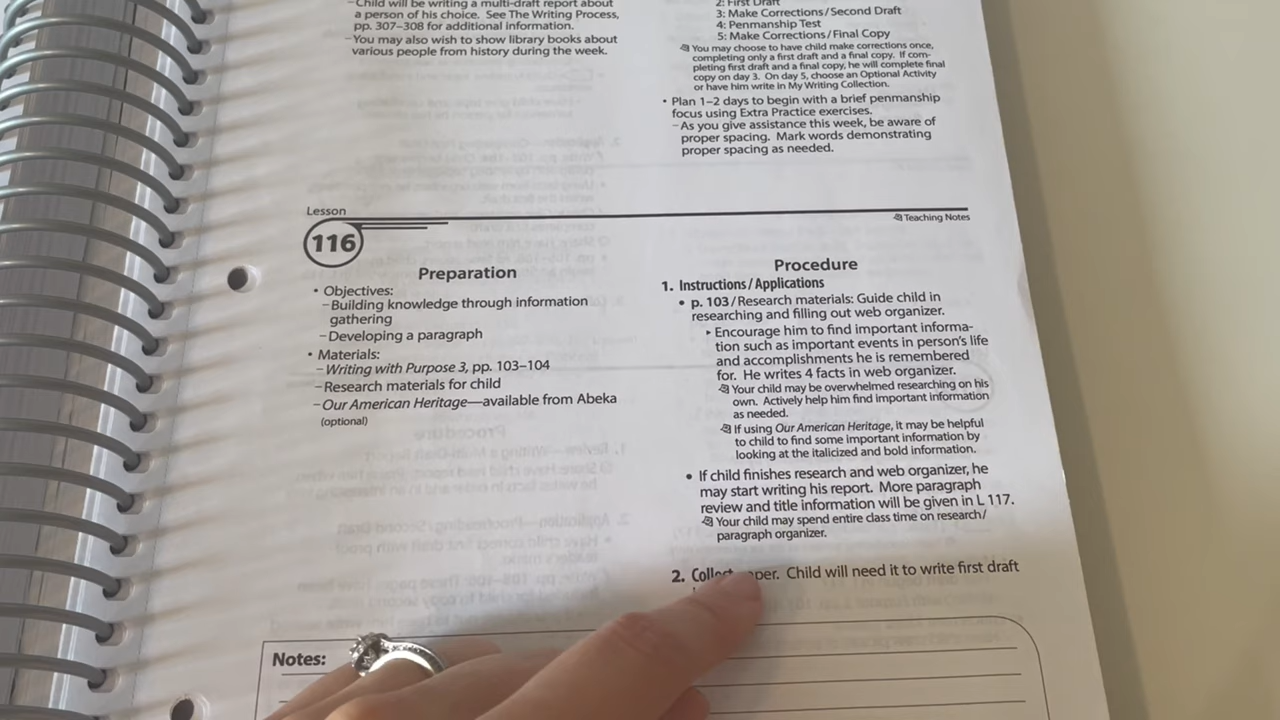 –Child will be writing a multi-draft report about
a person of his choice. See The Writing Process,
pp. 307–308 for additional information.
–You may also wish to show library books about
various people from history during the week.
2: First Draft
3: Make Corrections/Second Draft
4: Penmanship Test
5: Make Corrections/Final Copy
You may choose to have child make corrections once,
completing only a first draft and a final copy. If com-
pleting first draft and a final copy, he will complete final
copy on day 3. On day 5, choose an Optional Activity
or have him write in My Writing Collection.
• Plan 1–2 days to begin with a brief penmanship
focus using Extra Practice exercises.
–As you give assistance this week, be aware of
proper spacing. Mark words demonstrating
proper spacing as needed.
Lesson
116
Teaching Notes
Preparation
• Objectives:
–Building knowledge through information
gathering
–Developing a paragraph
• Materials:
–Writing with Purpose 3, pp. 103–104
–Research materials for child
–Our American Heritage—available from Abeka
(optional)
Procedure
1. Instructions/Applications
• p. 103/Research materials: Guide child in
researching and filling out web organizer.
▸ Encourage him to find important informa-
tion such as important events in person's life
and accomplishments he is remembered
for. He writes 4 facts in web organizer.
Your child may be overwhelmed researching on his
own. Actively help him find important information
as needed.
If using Our American Heritage, it may be helpful
to child to find some important information by
looking at the italicized and bold information.
• If child finishes research and web organizer, he
may start writing his report. More paragraph
review and title information will be given in L 117.
Your child may spend entire class time on research/
paragraph organizer.
2. Collect Child will need it to write first draft
Notes: